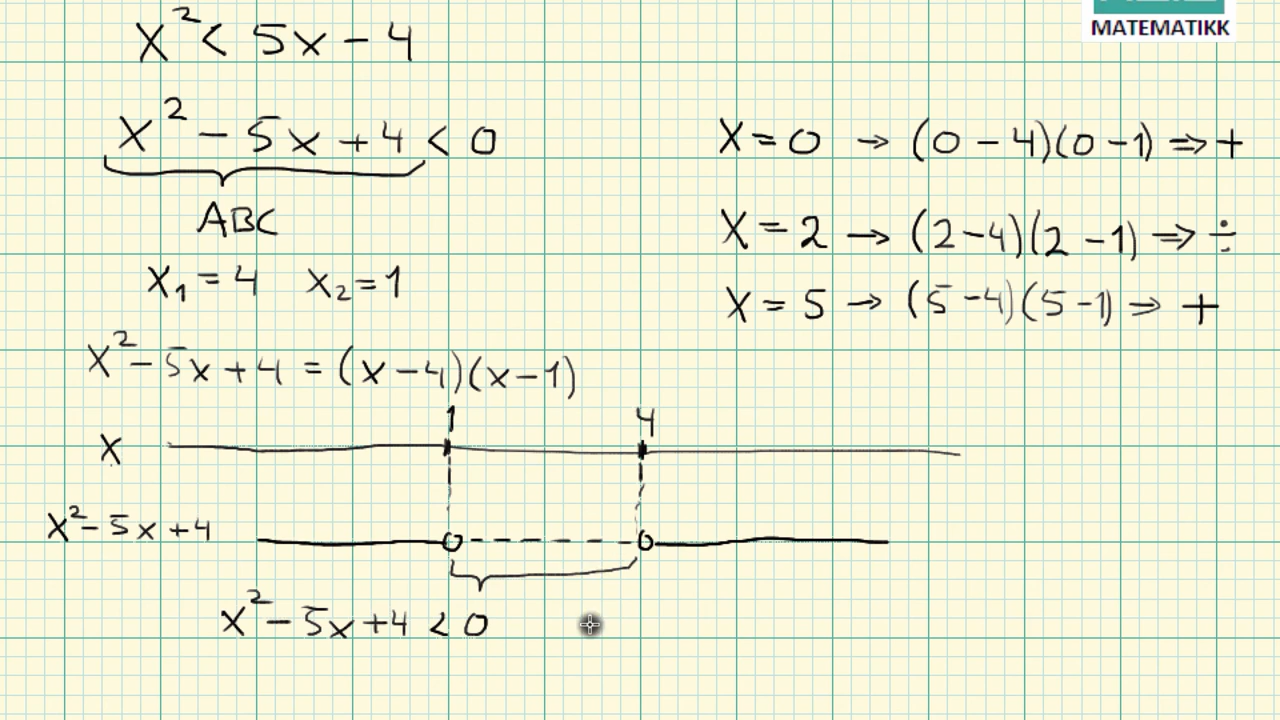 x² < 5x - 4
MATEMATIKK
x² - 5x + 4 < 0
ABC
x₁ = 4 x₂ = 1
x² - 5x + 4 = (x - 4)(x - 1)
x = 0 → (0 - 4)(0 - 1) ⇒ +
x = 2 → (2 - 4)(2 - 1) ⇒ ÷
x = 5 → (5 - 4)(5 - 1) ⇒ +
1 4
x
x² - 5x + 4
0 0
x² - 5x + 4 < 0